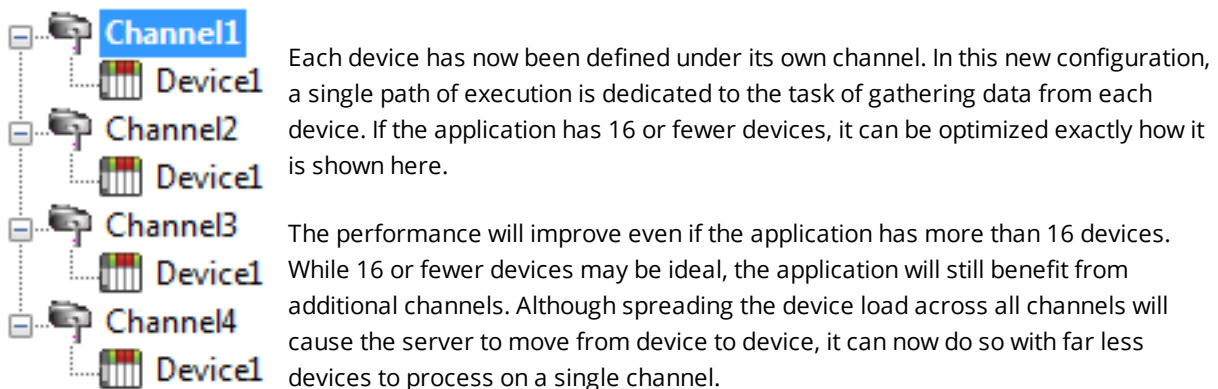 Channel1
Device1
Channel2
Device1
Channel3
Device1
Channel4
Device1
Each device has now been defined under its own channel. In this new configuration,
a single path of execution is dedicated to the task of gathering data from each
device. If the application has 16 or fewer devices, it can be optimized exactly how it
is shown here.
The performance will improve even if the application has more than 16 devices.
While 16 or fewer devices may be ideal, the application will still benefit from
additional channels. Although spreading the device load across all channels will
cause the server to move from device to device, it can now do so with far less
devices to process on a single channel.